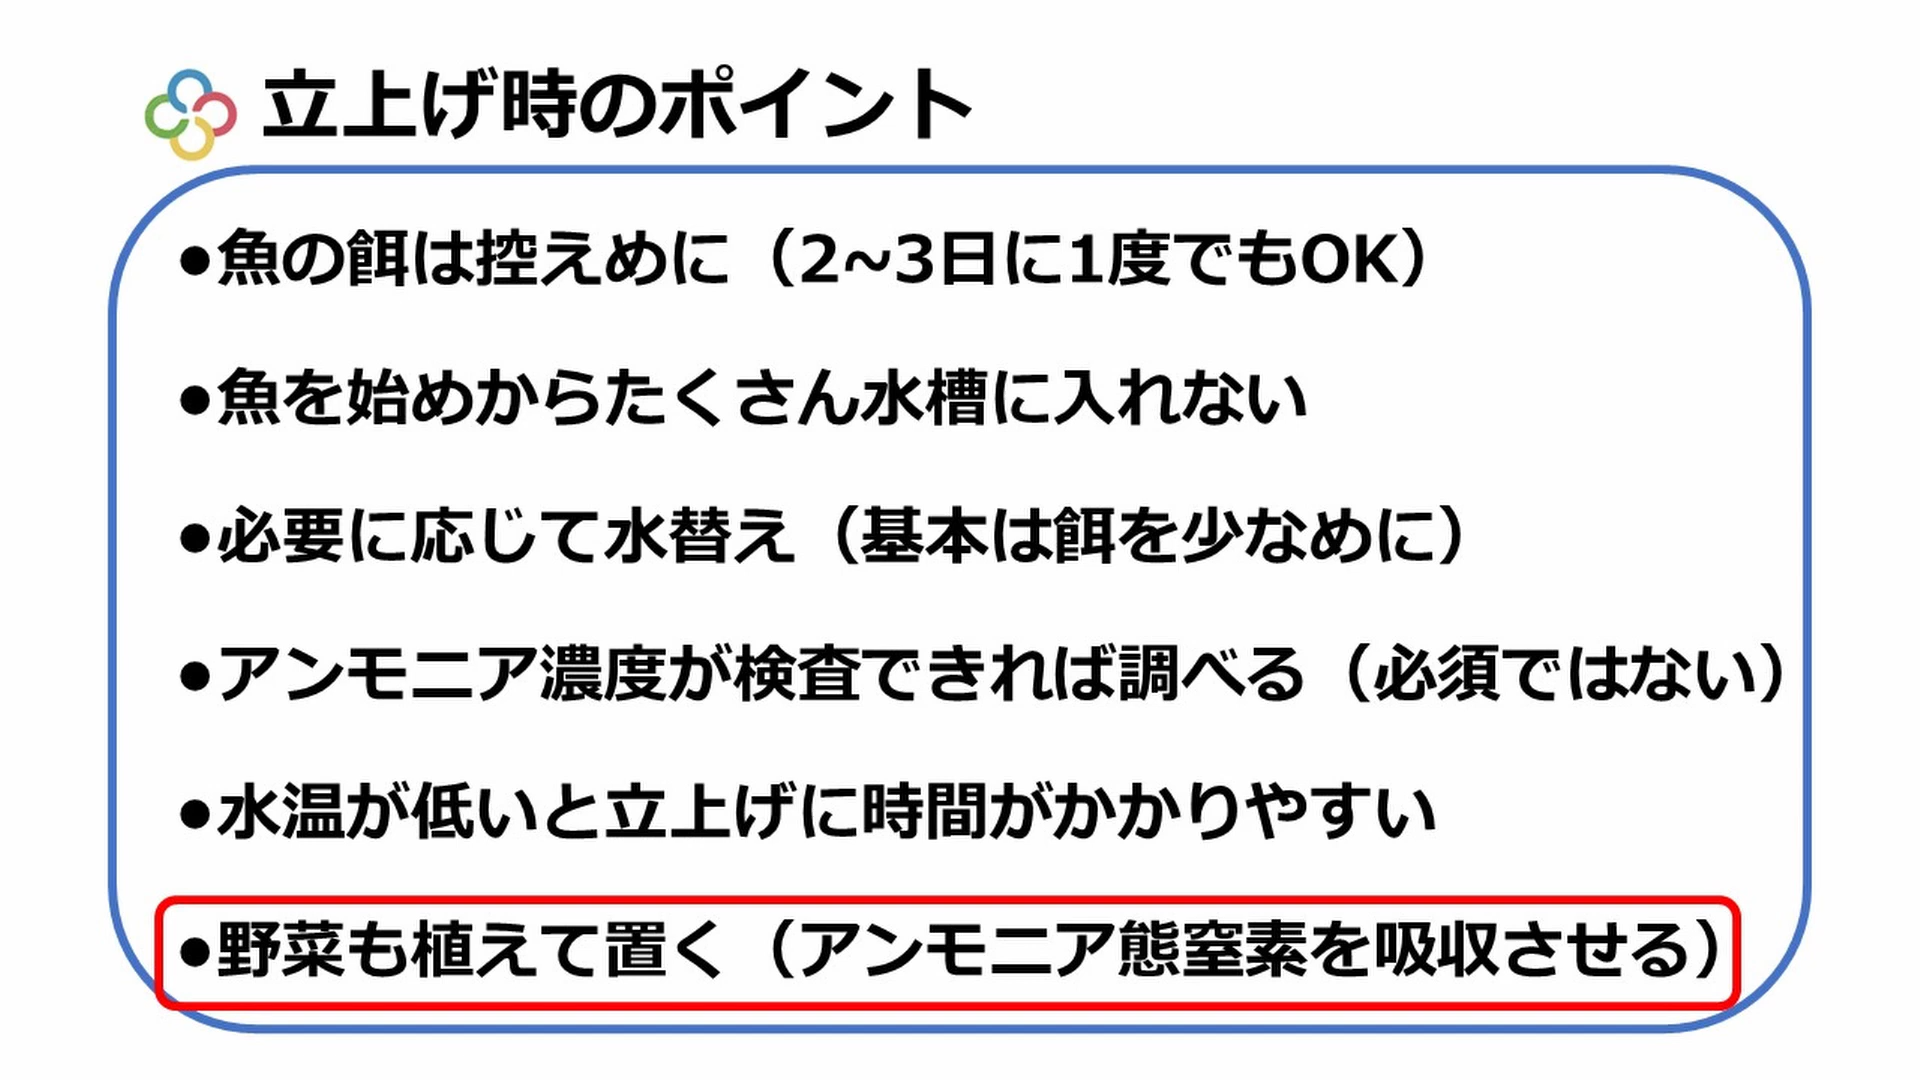 立上げ時のポイント
●魚の餌は控えめに（2~3日に1度でもOK）
●魚を始めからたくさん水槽に入れない
●必要に応じて水替え（基本は餌を少なめに）
●アンモニア濃度が検査できれば調べる（必須ではない）
●水温が低いと立上げに時間がかかりやすい
●野菜も植えて置く（アンモニア態窒素を吸収させる）